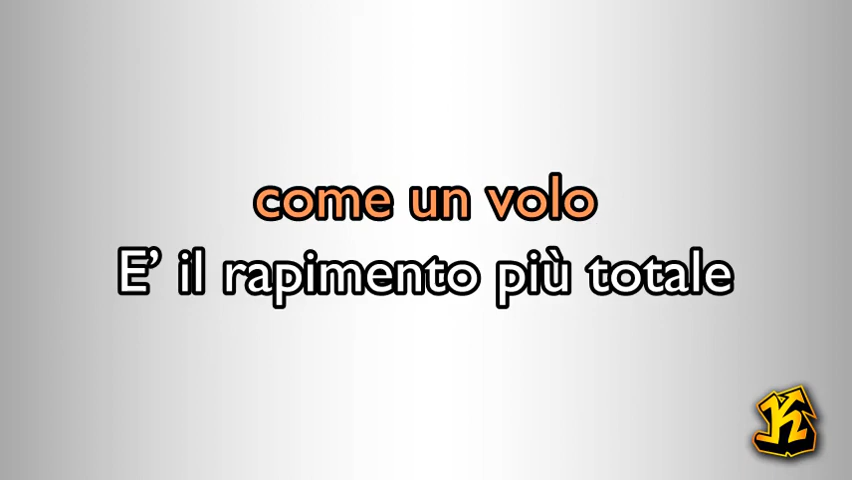 come un volo
E’ il rapimento più totale
K